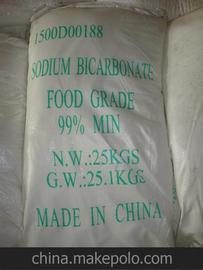 1500D00188
SODIUM BICARBONATE
FOOD GRADE
99% MIN
N.W.:25KGS
G.W.:25.1KGS
MADE IN CHINA
china.makepolo.com